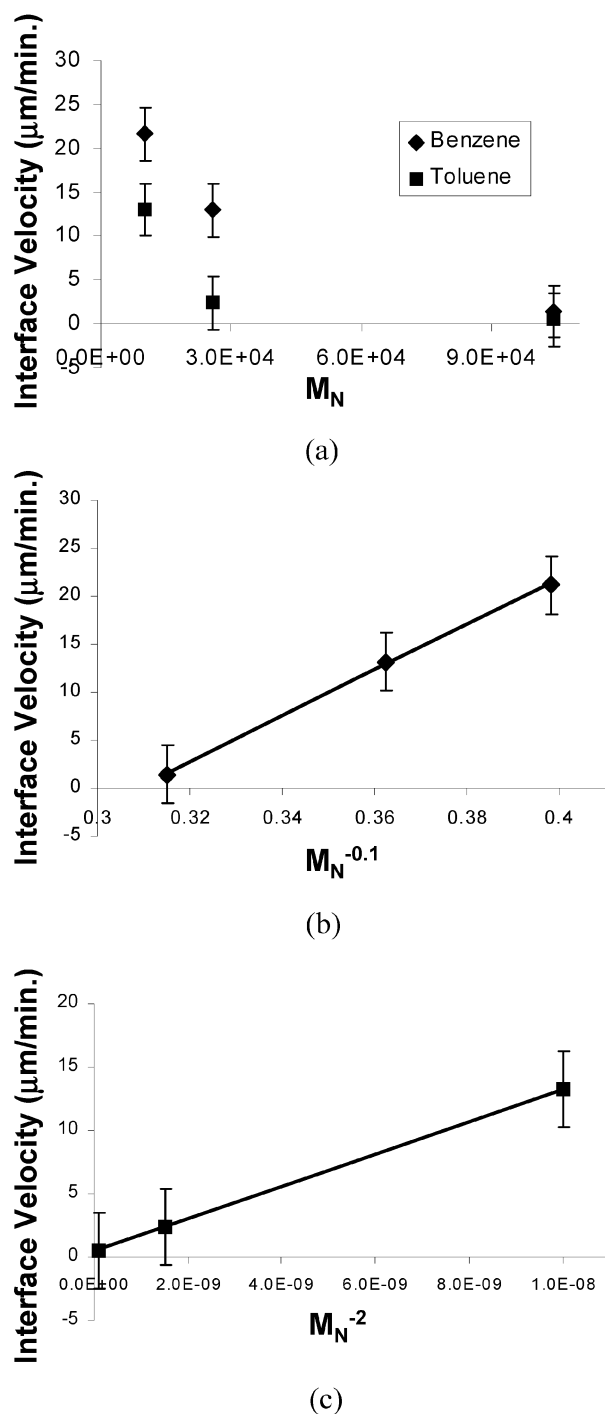 30
25
20
15
10
5
0
-5
Interface Velocity (μm/min.)
Benzene
Toluene
0.0E+00 3.0E+04 6.0E+04 9.0E+04
M_N
(a)
30
25
20
15
10
5
0
-5
Interface Velocity (μm/min.)
0.3 0.32 0.34 0.36 0.38 0.4
M_N^-0.1
(b)
20
15
10
5
0
-5
Interface Velocity (μm/min.)
0.0E+00 2.0E-09 4.0E-09 6.0E-09 8.0E-09 1.0E-08
M_N^-2
(c)